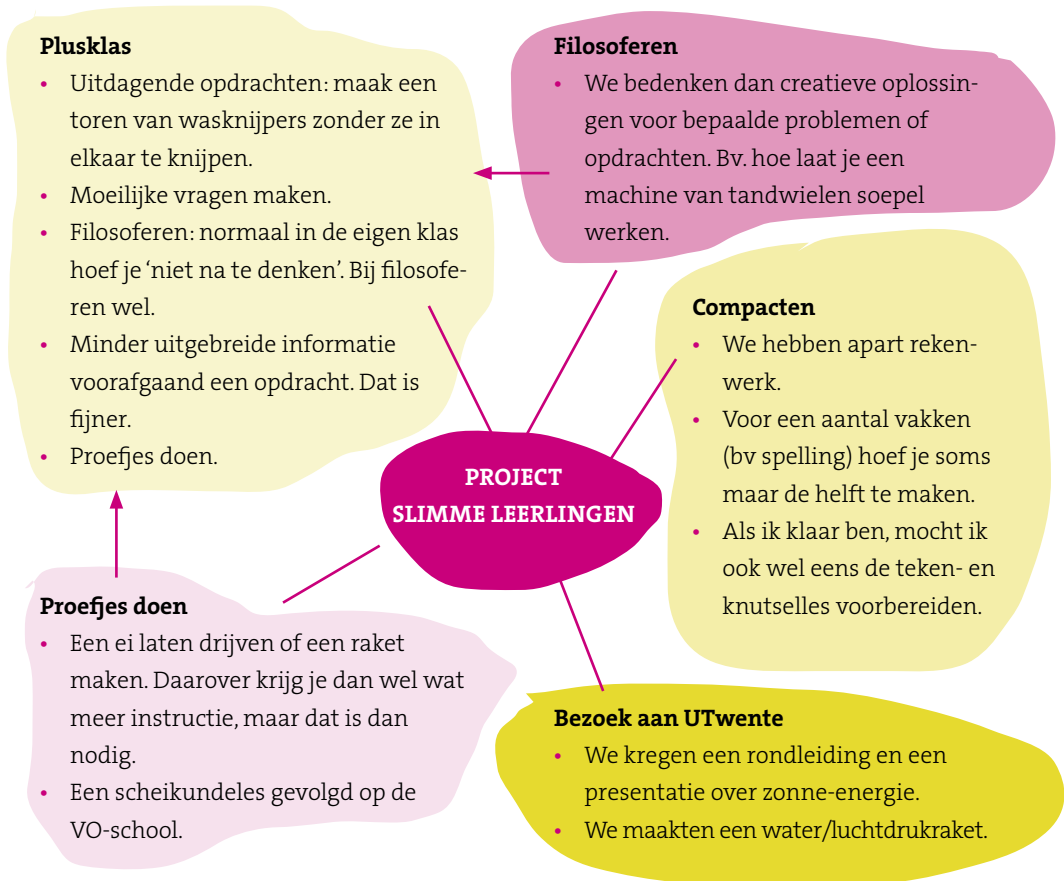 Plusklas
• Uitdagende opdrachten: maak een
toren van wasknijpers zonder ze in
elkaar te knijpen.
• Moeilijke vragen maken.
• Filosoferen: normaal in de eigen klas
hoef je ‘niet na te denken’. Bij filosofe-
ren wel.
• Minder uitgebreide informatie
voorafgaand een opdracht. Dat is
fijner.
• Proefjes doen.
Filosoferen
• We bedenken dan creatieve oplossin-
gen voor bepaalde problemen of
opdrachten. Bv. hoe laat je een
machine van tandwielen soepel
werken.
Compacten
• We hebben apart reken-
werk.
• Voor een aantal vakken
(bv spelling) hoef je soms
maar de helft te maken.
• Als ik klaar ben, mocht ik
ook wel eens de teken- en
knutselles voorbereiden.
PROJECT
SLIMME LEERLINGEN
Proefjes doen
• Een ei laten drijven of een raket
maken. Daarover krijg je dan wel wat
meer instructie, maar dat is dan
nodig.
• Een scheikundeles gevolgd op de
VO-school.
Bezoek aan UTwente
• We kregen een rondleiding en een
presentatie over zonne-energie.
• We maakten een water/luchtdrukraket.